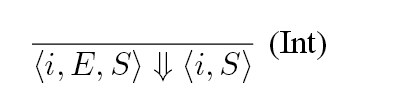 ⟨i, E, S⟩ ⇓ ⟨i, S⟩ (Int)